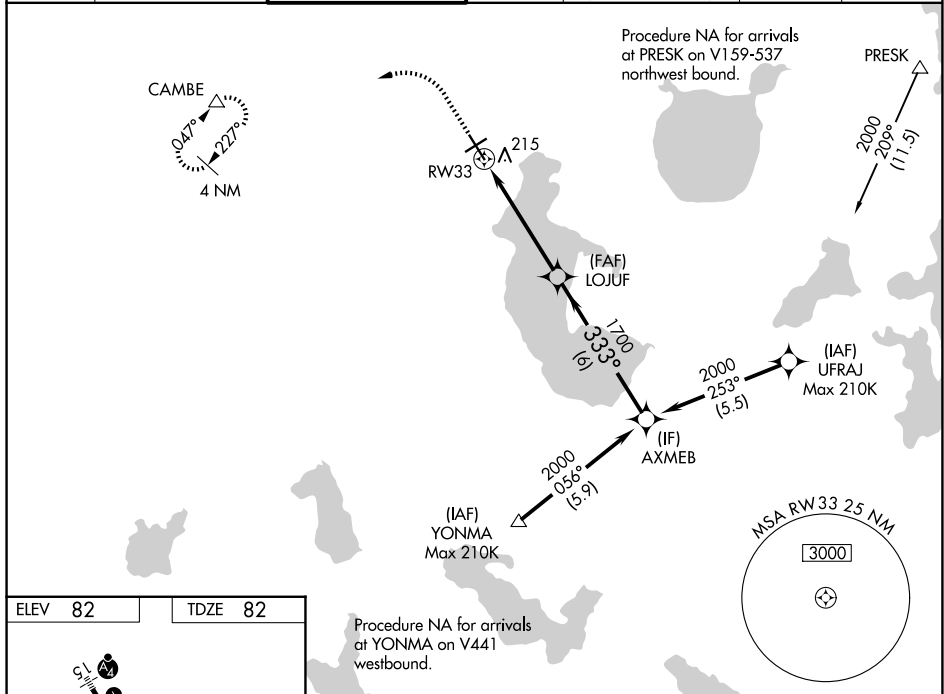 Procedure NA for arrivals
at PRESK on V159-537
northwest bound.
PRESK
2000
209°
(11.5)
CAMBE
047°
227°
4 NM
215
RW33
(FAF)
LOJUF
1700
333°
(6)
(IAF)
UFRAJ
Max 210K
2000
253°
(5.5)
(IF)
AXMEB
2000
056°
(5.9)
(IAF)
YONMA
Max 210K
MSA RW33 25 NM
3000
ELEV 82
TDZE 82
Procedure NA for arrivals
at YONMA on V441
westbound.
15
A4